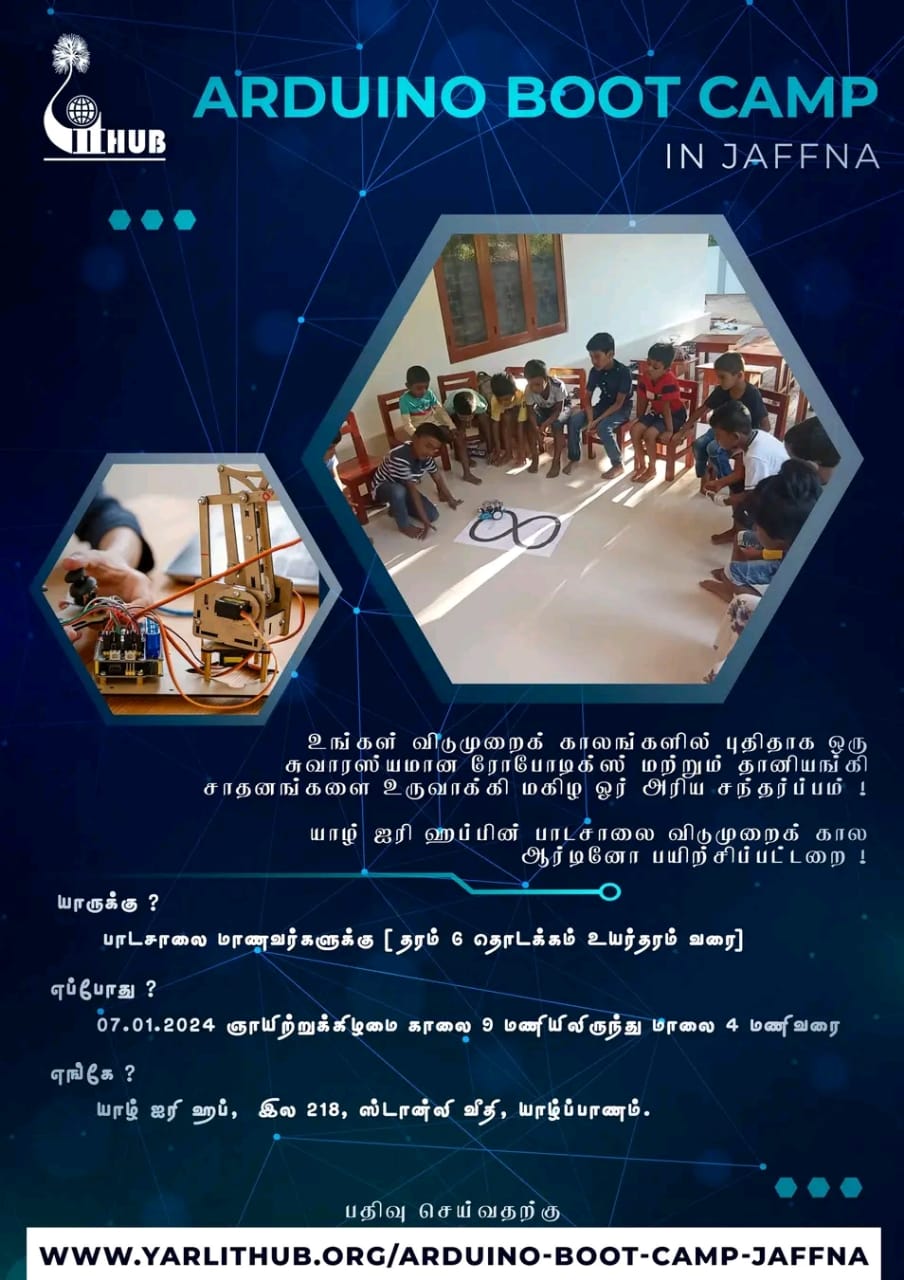 IT HUB
ARDUINO BOOT CAMP
IN JAFFNA
உங்கள் விடுமுறைக் காலங்களில் புதிதாக ஒரு
சுவாரஸ்யமான ரோபோடிக்ஸ் மற்றும் தானியங்கி
சாதனங்களை உருவாக்கி மகிழ ஓர் அரிய சந்தர்ப்பம் !
யாழ் ஐரி ஹப்பின் பாடசாலை விடுமுறைக் கால
ஆர்டினோ பயிற்சிப்பட்டறை !
யாருக்கு ?
பாடசாலை மாணவர்களுக்கு [தரம் 6 தொடக்கம் உயர்தரம் வரை]
எப்போது ?
07.01.2024 ஞாயிற்றுக்கிழமை காலை 9 மணியிலிருந்து மாலை 4 மணிவரை
எங்கே ?
யாழ் ஐரி ஹப், இல 218, ஸ்டான்லி வீதி, யாழ்ப்பாணம்.
பதிவு செய்வதற்கு
WWW.YARLITHUB.ORG/ARDUINO-BOOT-CAMP-JAFFNA